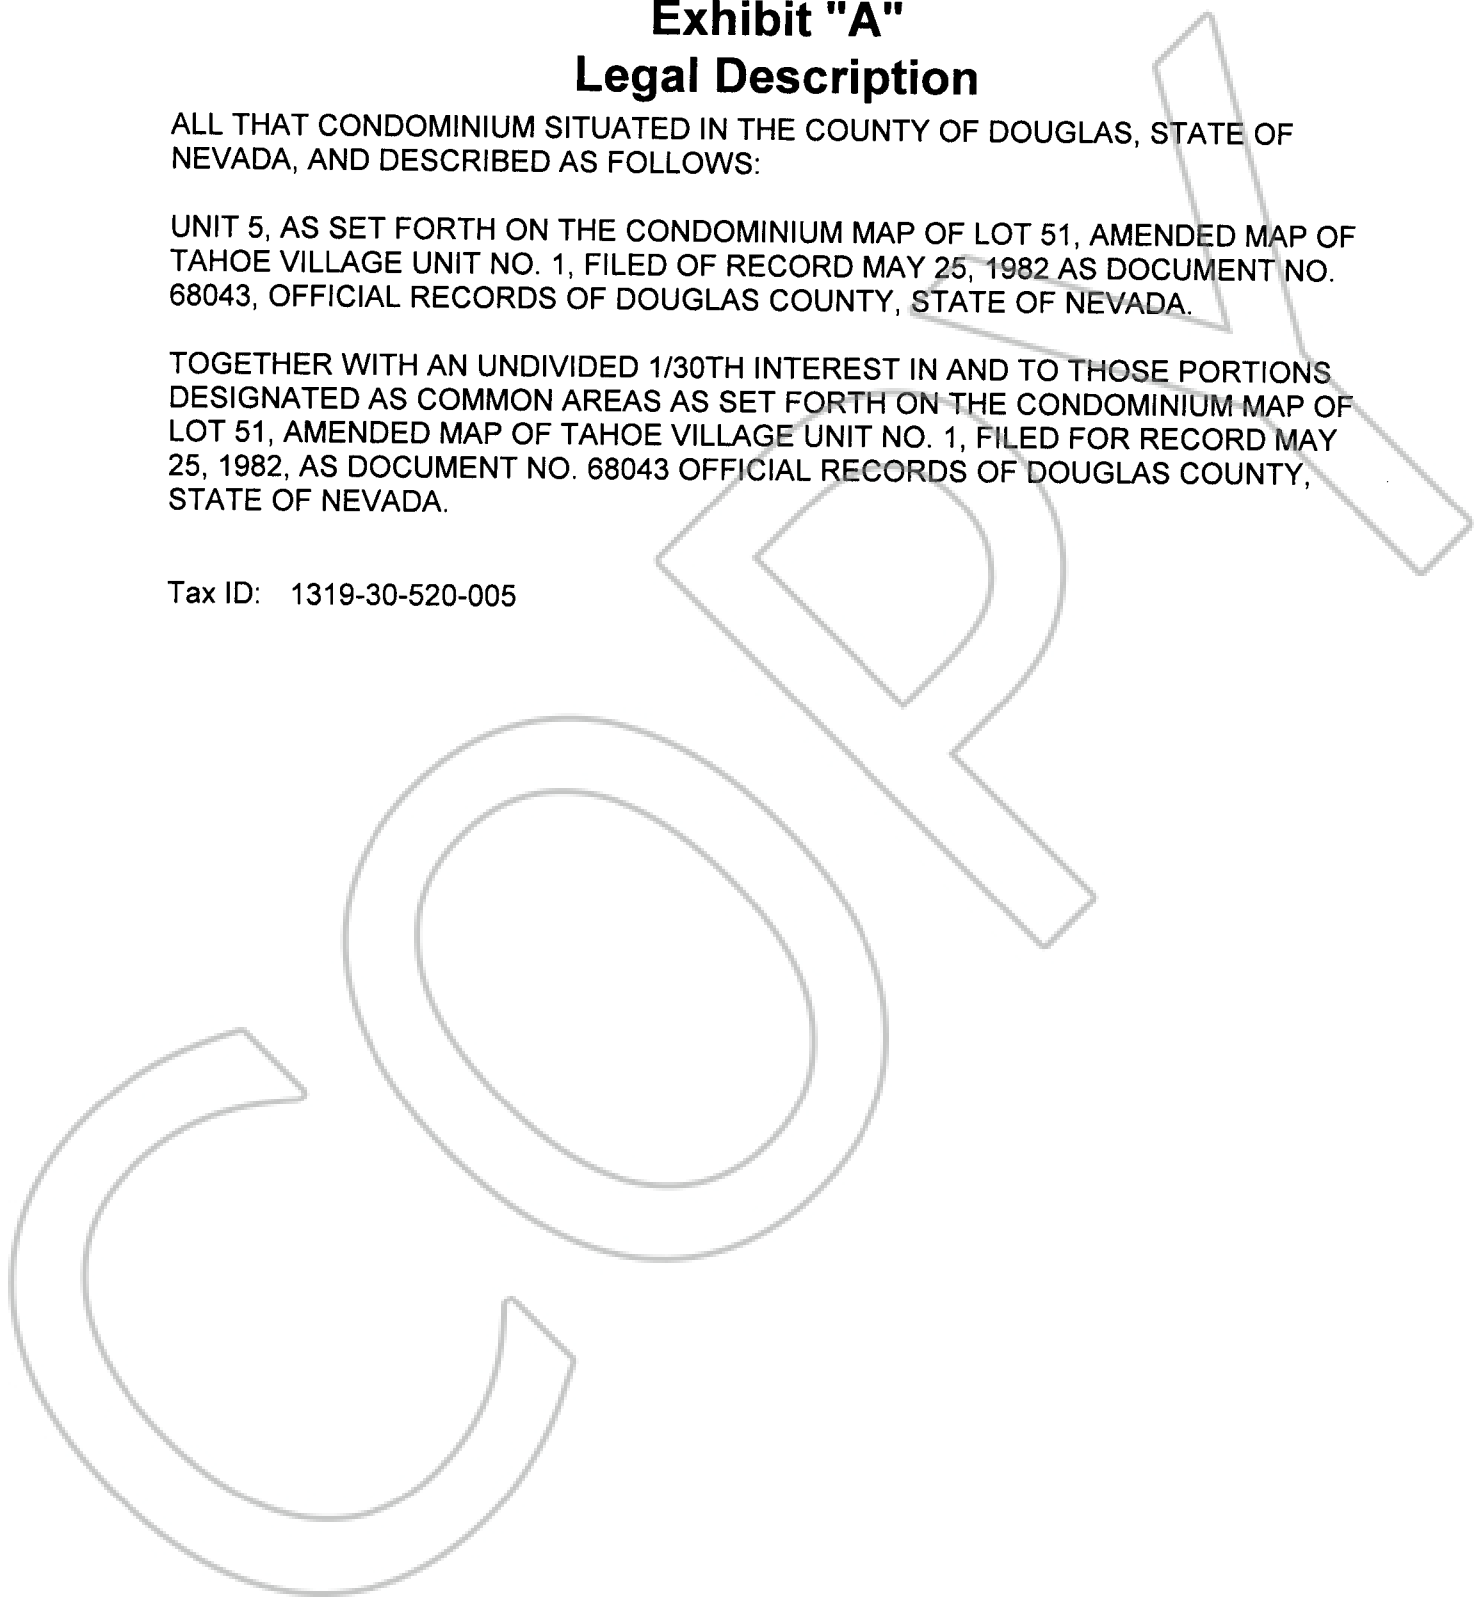 Exhibit "A"
Legal Description
ALL THAT CONDOMINIUM SITUATED IN THE COUNTY OF DOUGLAS, STATE OF
NEVADA, AND DESCRIBED AS FOLLOWS:
UNIT 5, AS SET FORTH ON THE CONDOMINIUM MAP OF LOT 51, AMENDED MAP OF
TAHOE VILLAGE UNIT NO. 1, FILED OF RECORD MAY 25, 1982 AS DOCUMENT NO.
68043, OFFICIAL RECORDS OF DOUGLAS COUNTY, STATE OF NEVADA.
TOGETHER WITH AN UNDIVIDED 1/30TH INTEREST IN AND TO THOSE PORTIONS
DESIGNATED AS COMMON AREAS AS SET FORTH ON THE CONDOMINIUM MAP OF
LOT 51, AMENDED MAP OF TAHOE VILLAGE UNIT NO. 1, FILED FOR RECORD MAY
25, 1982, AS DOCUMENT NO. 68043 OFFICIAL RECORDS OF DOUGLAS COUNTY,
STATE OF NEVADA.
Tax ID: 1319-30-520-005
COPY